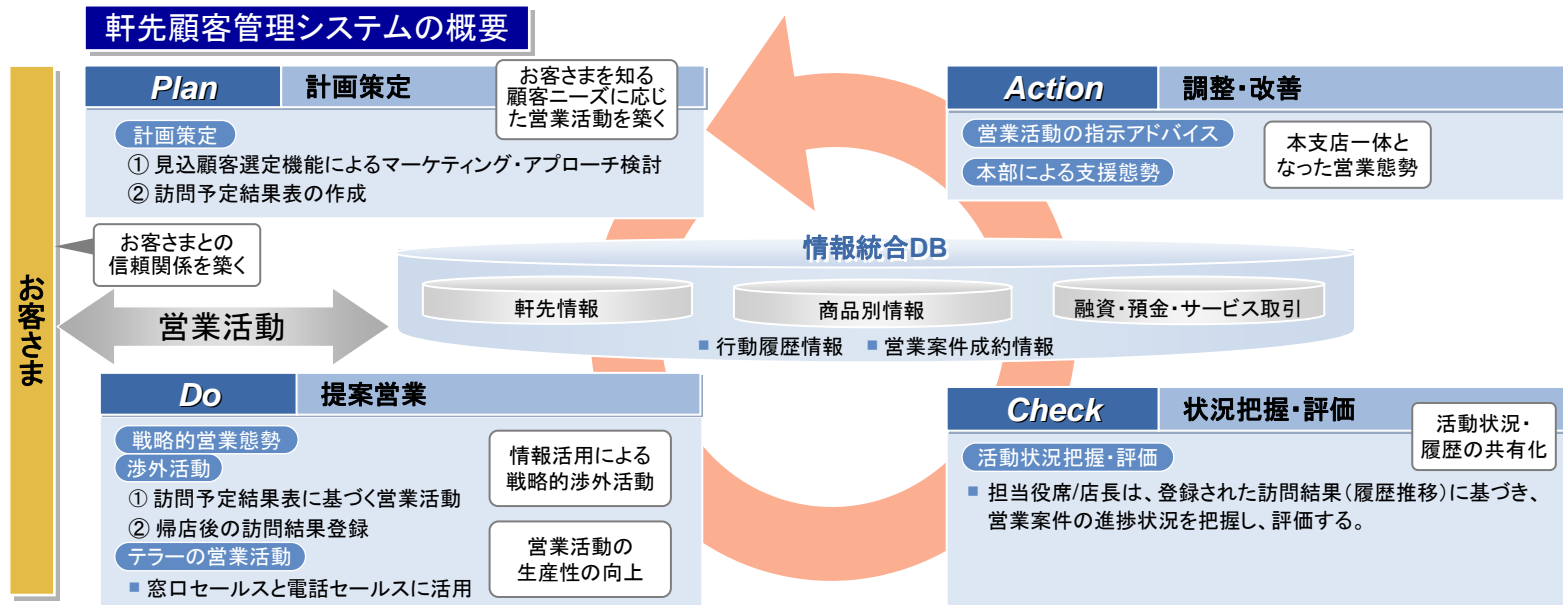 軒先顧客管理システムの概要
お客さま
Plan 計画策定
お客さまを知る
顧客ニーズに応じ
た営業活動を築く
計画策定
① 見込顧客選定機能によるマーケティング・アプローチ検討
② 訪問予定結果表の作成
Action 調整・改善
営業活動の指示アドバイス
本部による支援態勢
本支店一体と
なった営業態勢
お客さまとの
信頼関係を築く
営業活動
情報統合DB
軒先情報
商品別情報
融資・預金・サービス取引
■ 行動履歴情報 ■ 営業案件成約情報
Do 提案営業
戦略的営業態勢
渉外活動
① 訪問予定結果表に基づく営業活動
② 帰店後の訪問結果登録
テラーの営業活動
■ 窓口セールスと電話セールスに活用
情報活用による
戦略的渉外活動
営業活動の
生産性の向上
Check 状況把握・評価
活動状況・
履歴の共有化
活動状況把握・評価
■ 担当役席/店長は、登録された訪問結果（履歴推移）に基づき、
営業案件の進捗状況を把握し、評価する。